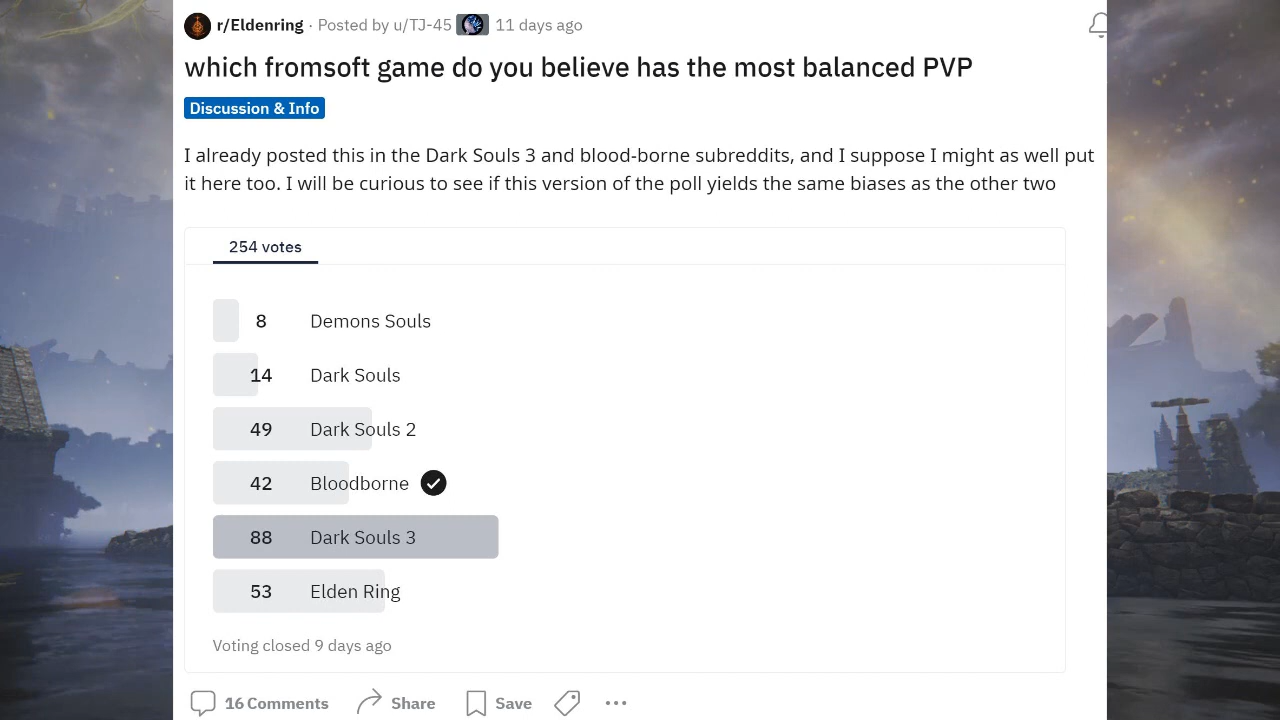 r/Eldenring · Posted by u/TJ-45 11 days ago
which fromsoft game do you believe has the most balanced PVP
Discussion & Info
I already posted this in the Dark Souls 3 and blood-borne subreddits, and I suppose I might as well put
it here too. I will be curious to see if this version of the poll yields the same biases as the other two
254 votes
8 Demons Souls
14 Dark Souls
49 Dark Souls 2
42 Bloodborne
88 Dark Souls 3
53 Elden Ring
Voting closed 9 days ago
16 Comments Share Save